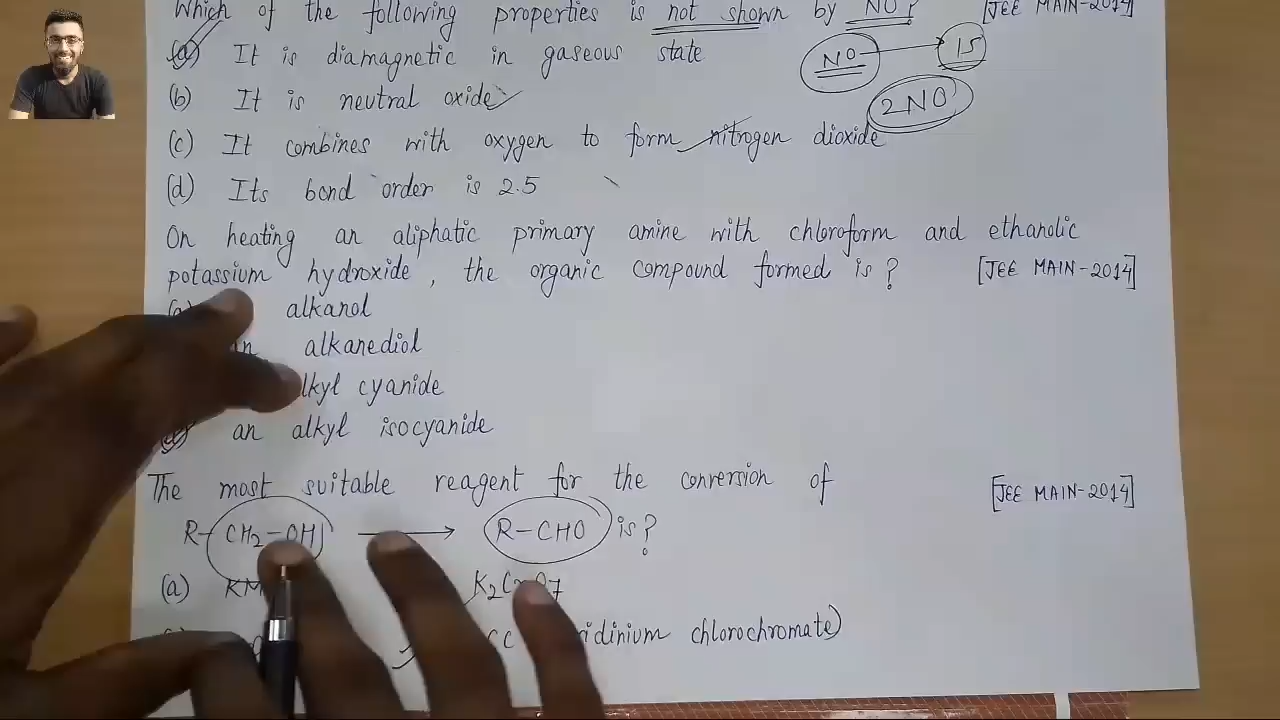 Which of the following properties is not shown by NO? [JEE MAIN-2014]
(a) It is diamagnetic in gaseous state
NO 15
(b) It is neutral oxide
2NO
(c) It combines with oxygen to form nitrogen dioxide
(d) Its bond order is 2.5
On heating an aliphatic primary amine with chloroform and ethanolic
potassium hydroxide, the organic compound formed is? [JEE MAIN-2014]
alkanol
alkanediol
cyanide
an alkyl isocyanide
The most suitable reagent for the conversion of [JEE MAIN-2014]
R-CH2-OH → R-CHO is?
(a)
chlorochromate)